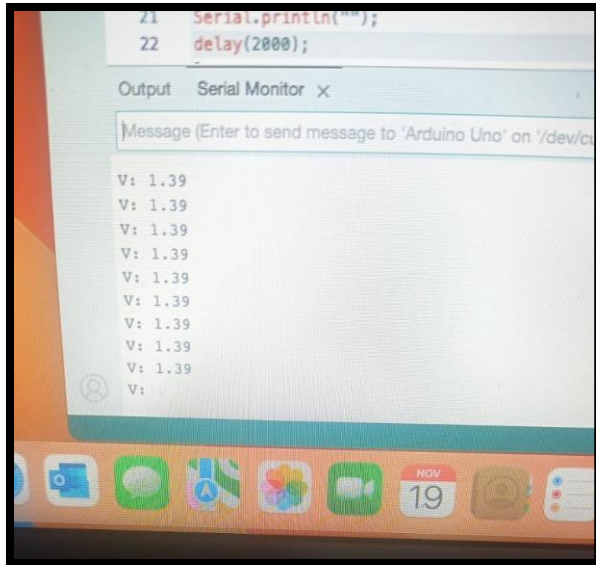 21 Serial.println("");
22 delay(2000);
Output Serial Monitor ×
Message (Enter to send message to 'Arduino Uno' on '/dev/cu
V: 1.39
V: 1.39
V: 1.39
V: 1.39
V: 1.39
V: 1.39
V: 1.39
V: 1.39
V: 1.39
V:
NOV
19